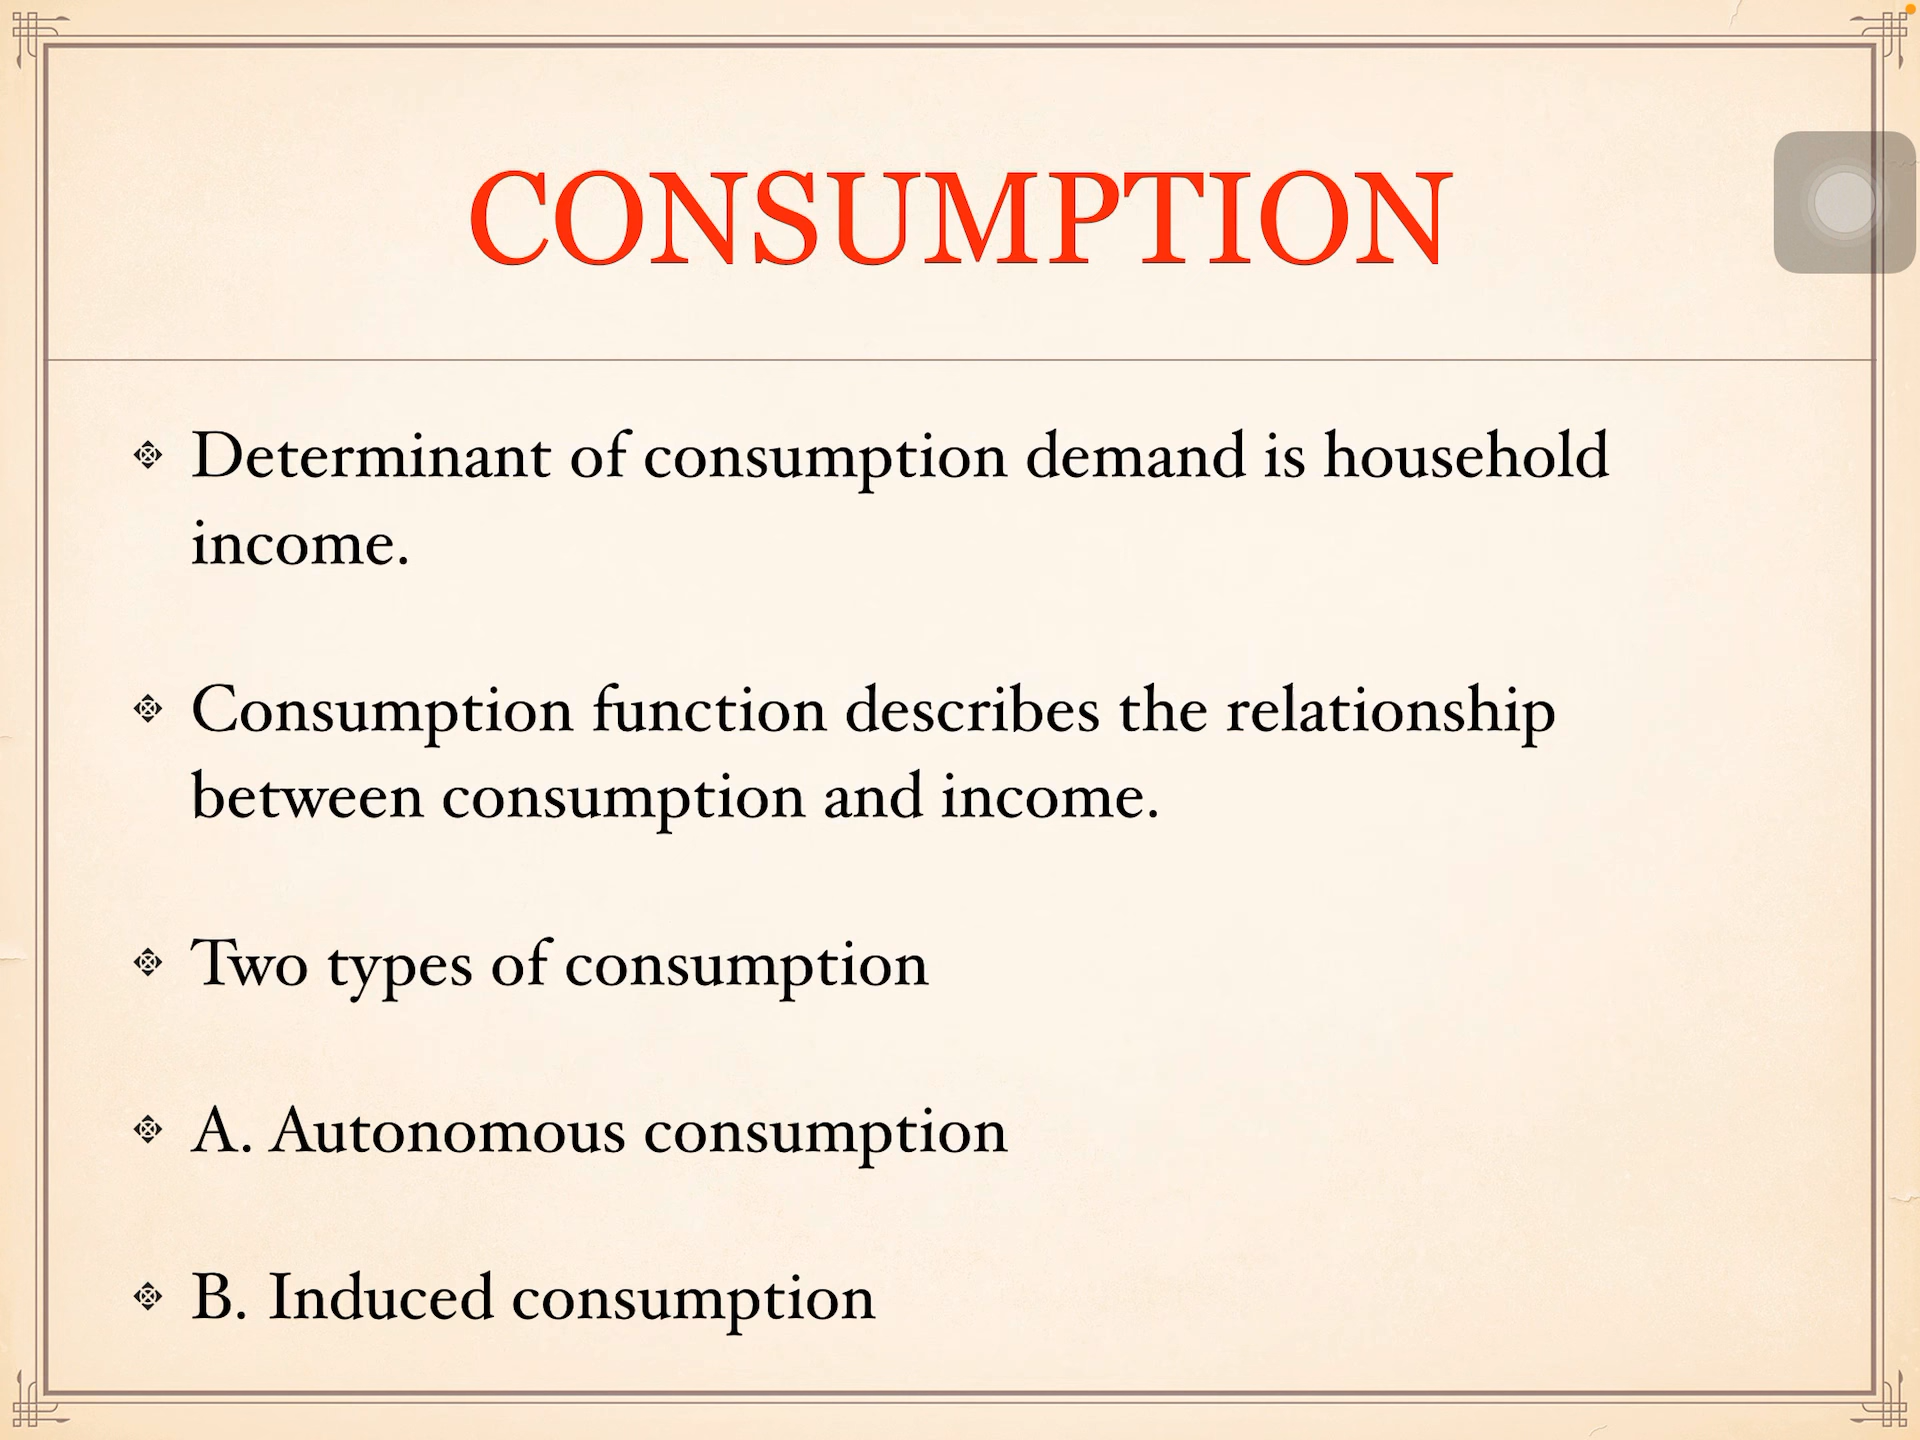 CONSUMPTION
Determinant of consumption demand is household
income.
Consumption function describes the relationship
between consumption and income.
Two types of consumption
A. Autonomous consumption
B. Induced consumption